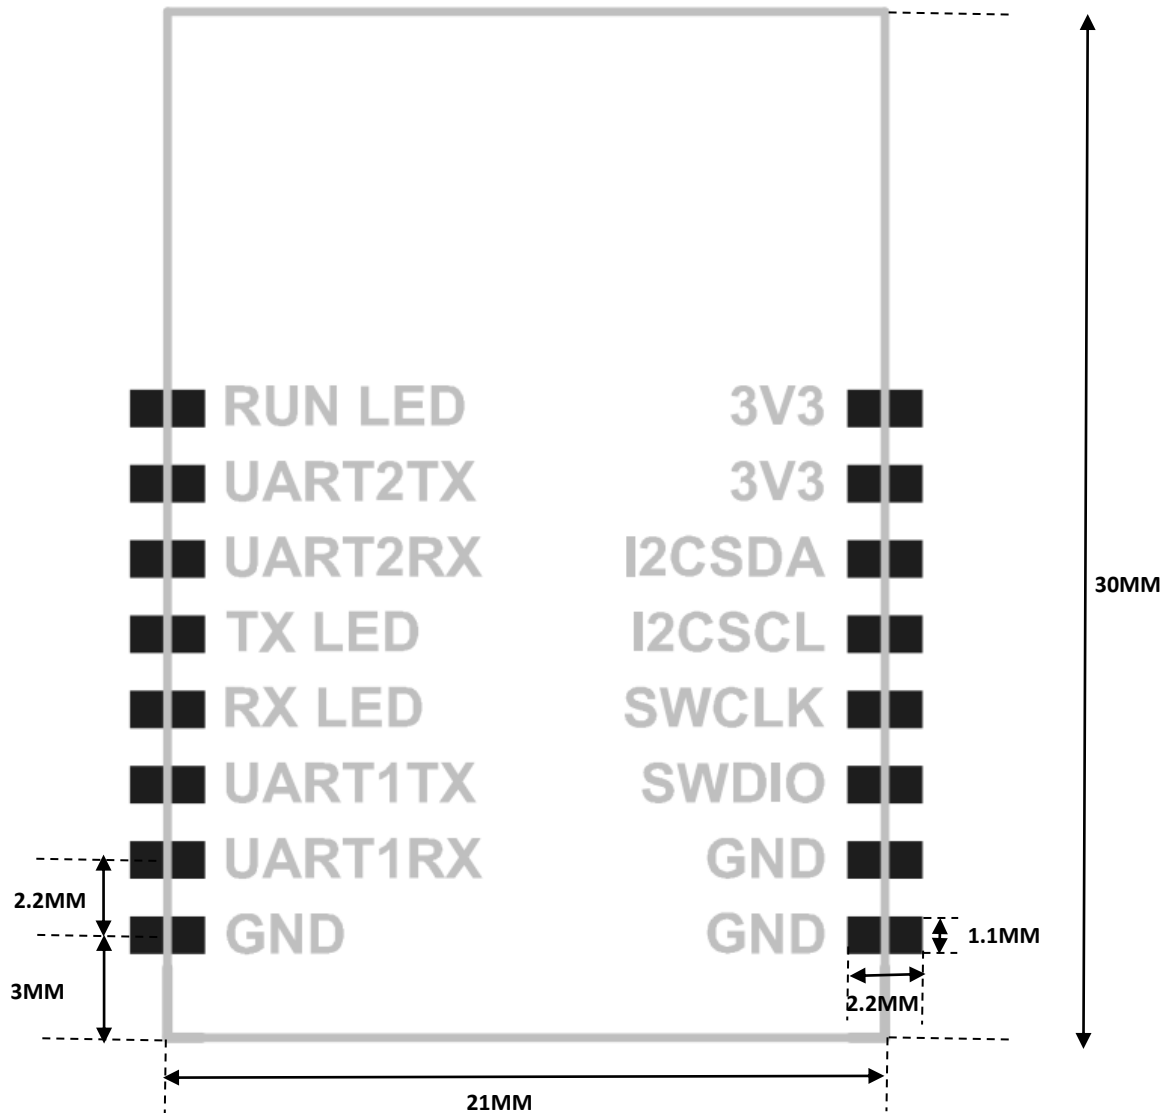 RUN LED 3V3
UART2TX 3V3
UART2RX I2CSDA
TX LED I2CSCL
30MM
RX LED SWCLK
UART1TX SWDIO
UART1RX GND
2.2MM
GND GND
1.1MM
3MM
2.2MM
21MM